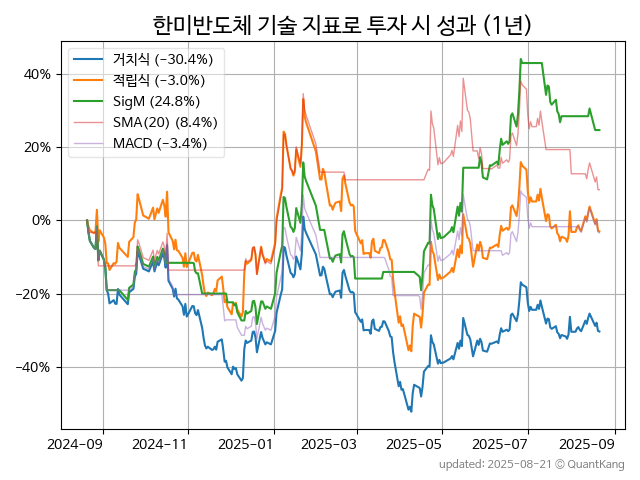 한미반도체 기술 지표로 투자 시 성과 (1년)
거치식 (−30.4%)
적립식 (−3.0%)
SigM (24.8%)
SMA(20) (8.4%)
MACD (−3.4%)
40%
20%
0%
−20%
−40%
2024−09
2024−11
2025−01
2025−03
2025−05
2025−07
2025−09
updated: 2025-08-21 © QuantKang